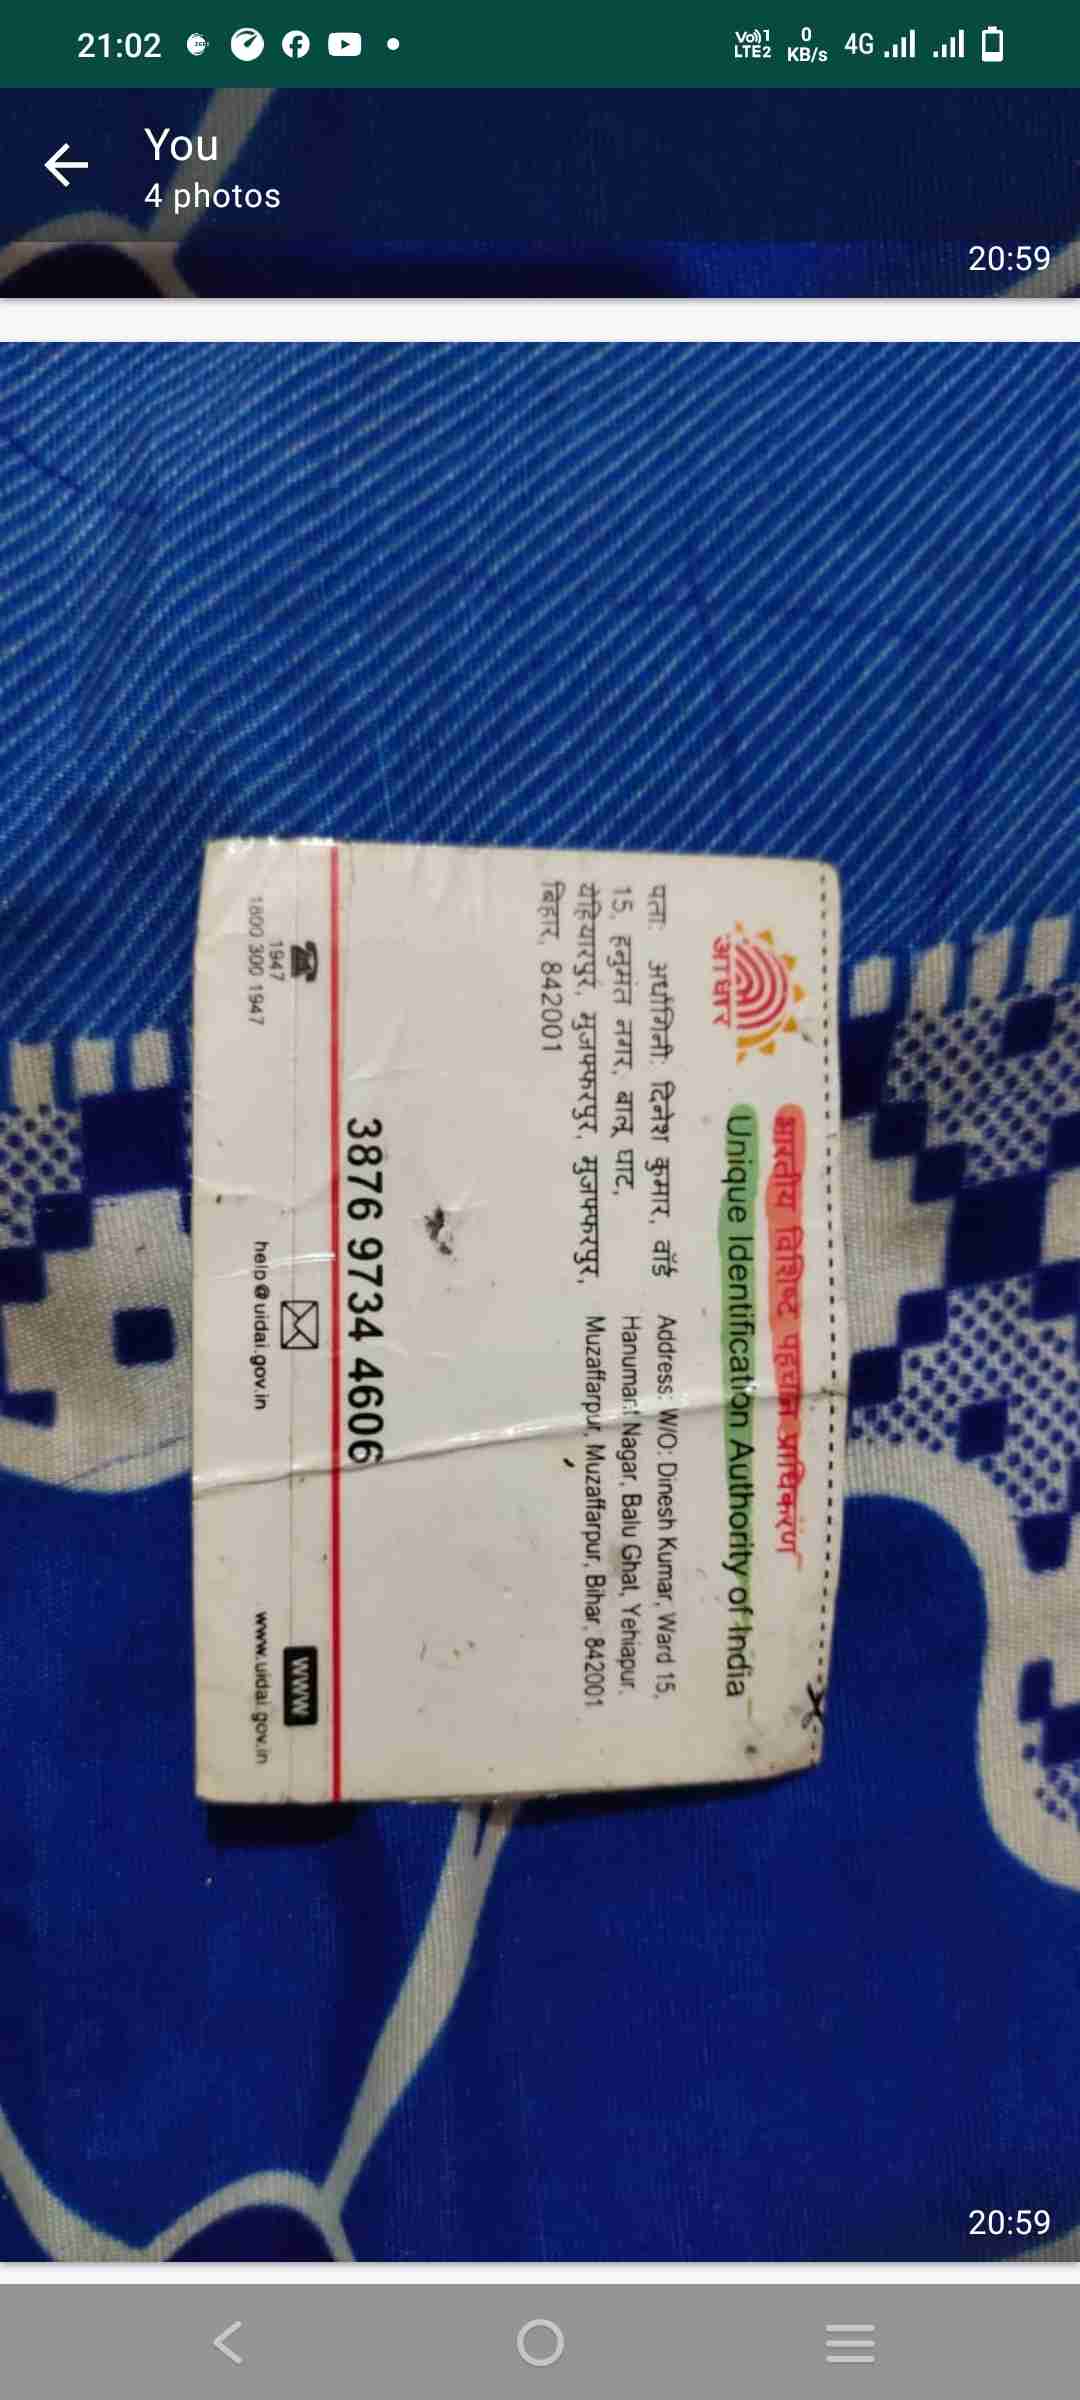 21:02
Vo)) 1
LTE2
0
KB/s
4G
You
4 photos
20:59
भारतीय विशिष्ट पहचान प्राधिकरण
Unique Identification Authority of India
आधार
पता: अर्धांगिनी: दिनेश कुमार, वॉर्ड
15, हनुमंत नगर, बालू घाट,
येहियारपुर, मुजफ्फरपुर, मुजफ्फरपुर,
बिहार, 842001
Address: W/O: Dinesh Kumar, Ward 15,
Hanumant Nagar, Balu Ghat, Yehiapur,
Muzaffarpur, Muzaffarpur, Bihar, 842001
3876 9734 4606
1947
1800 300 1947
help@uidai.gov.in
www
www.uidai.gov.in
20:59